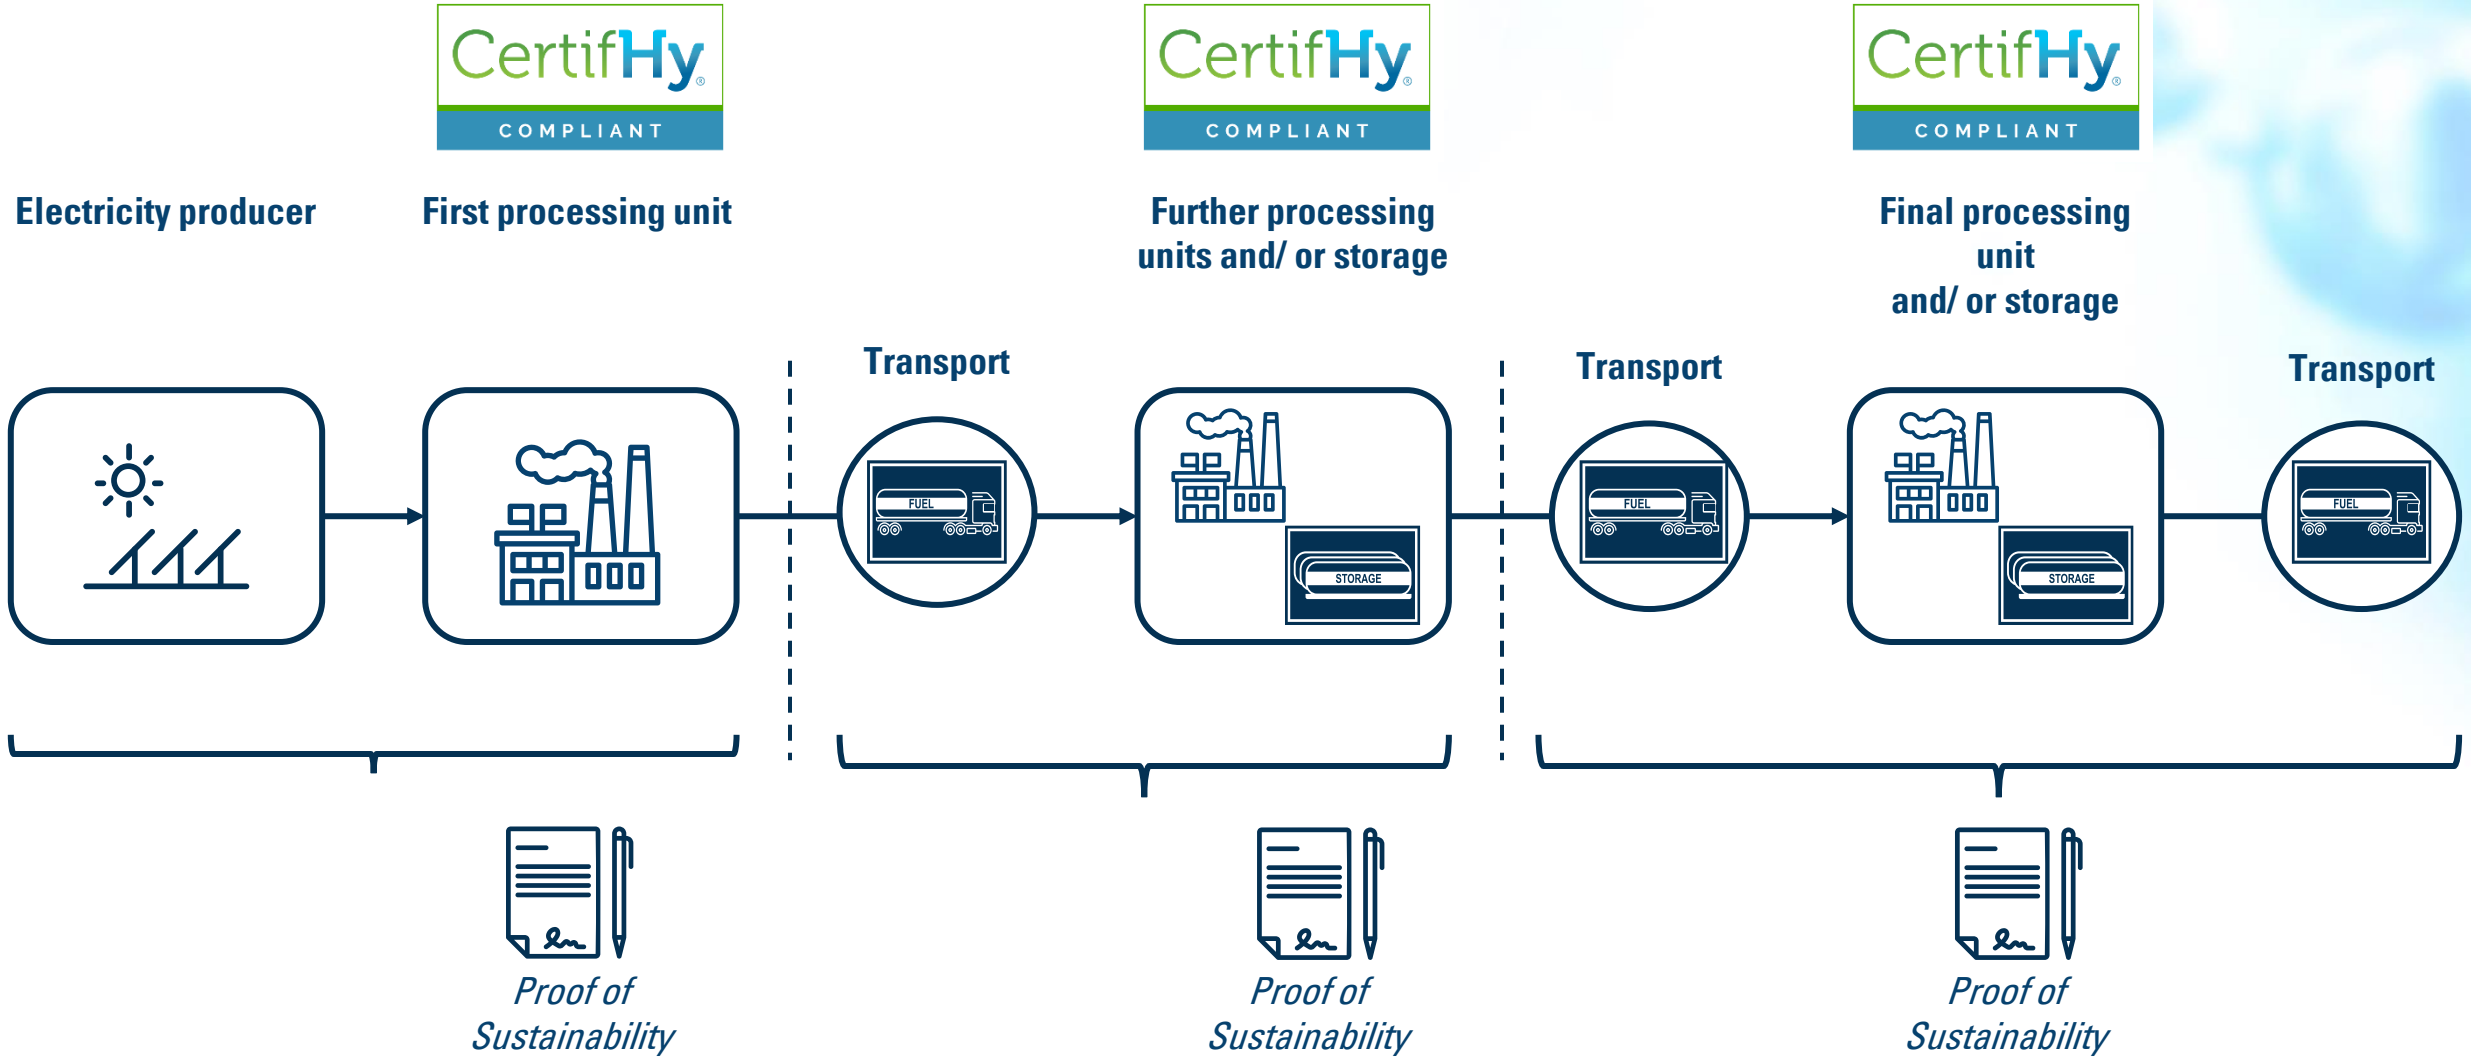 CertifHy®
COMPLIANT
CertifHy®
COMPLIANT
CertifHy®
COMPLIANT
Electricity producer
First processing unit
Further processing
units and/ or storage
Final processing
unit
and/ or storage
Transport
Transport
Transport
FUEL
FUEL
FUEL
STORAGE
STORAGE
Proof of
Sustainability
Proof of
Sustainability
Proof of
Sustainability